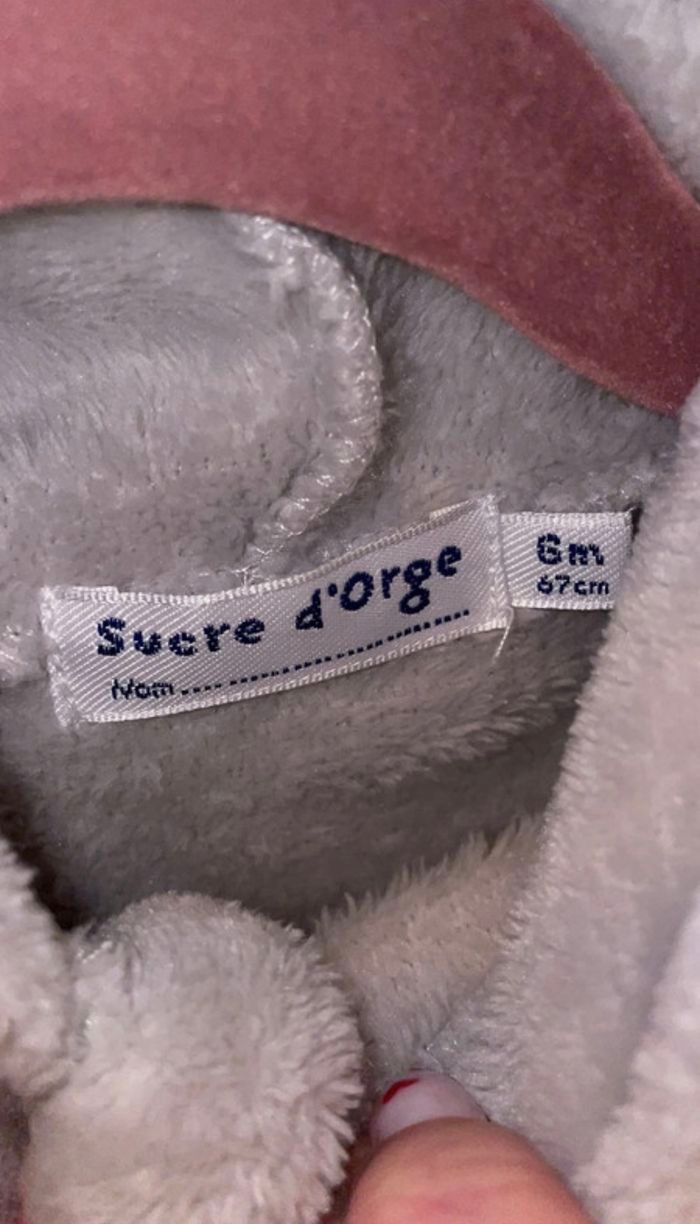 Sucre d'Orge
Nom....................................
6m
67cm